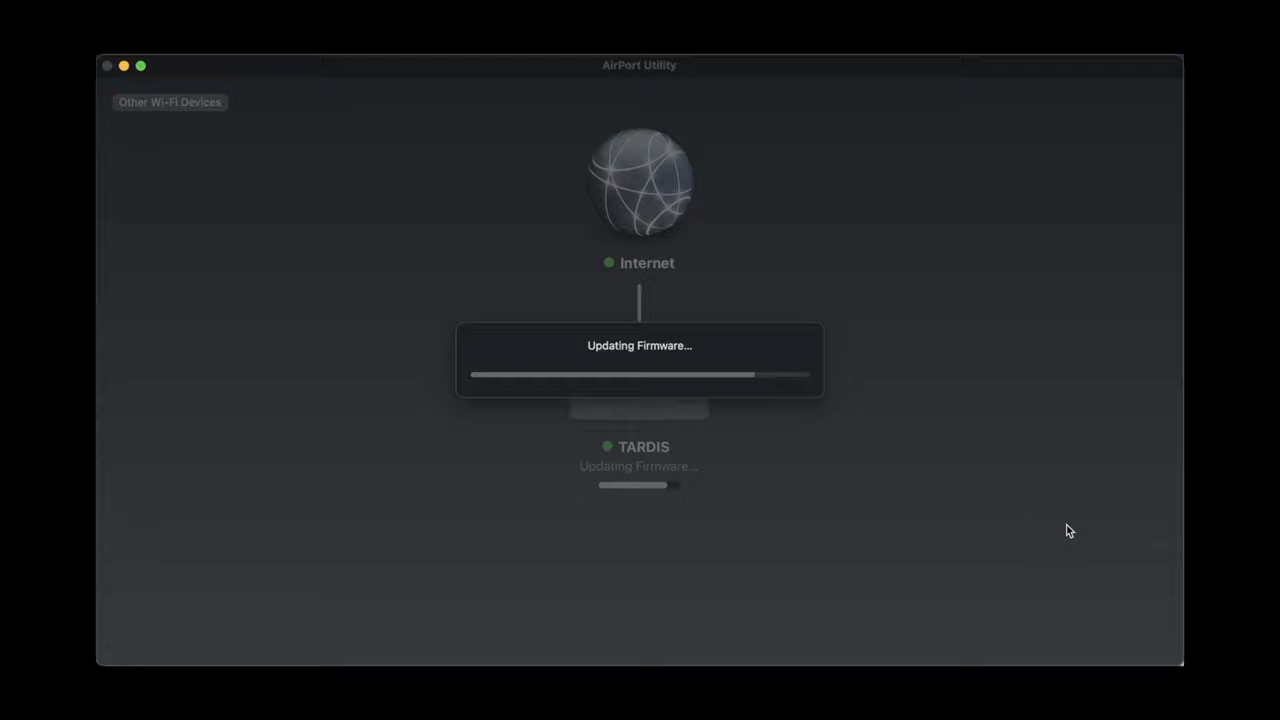 AirPort Utility
Other Wi-Fi Devices
Internet
Updating Firmware...
TARDIS
Updating Firmware...